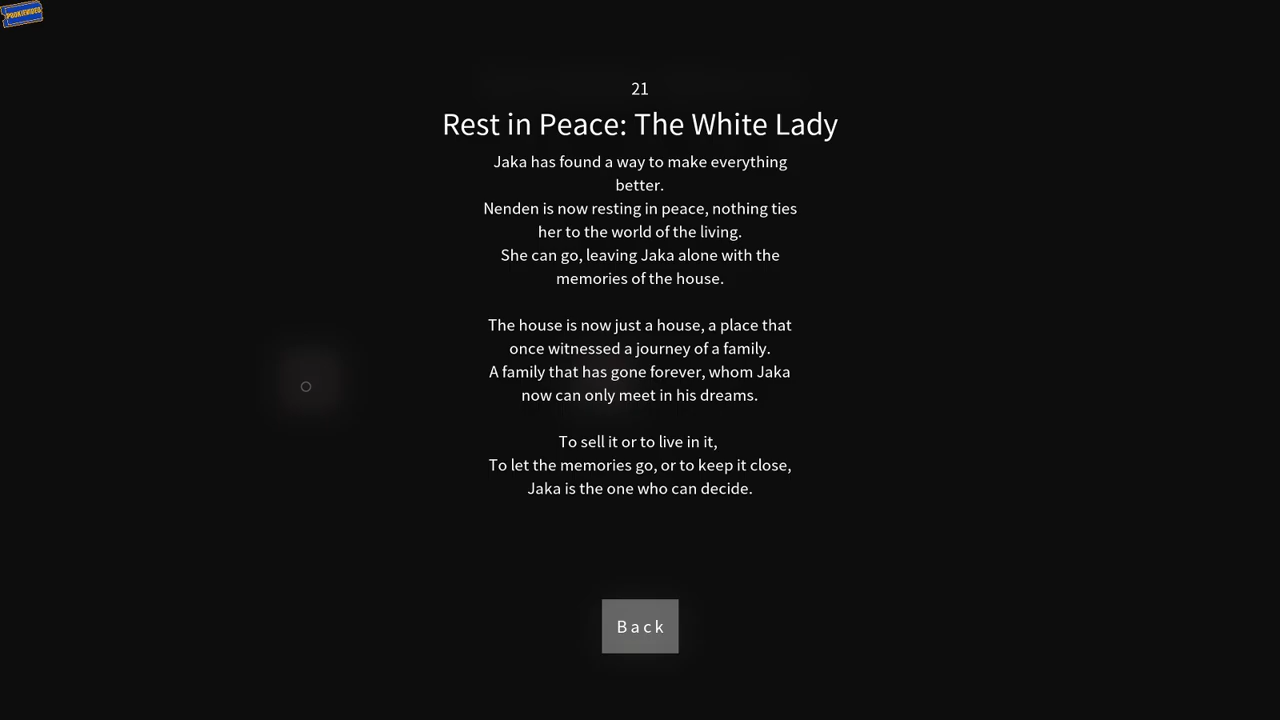 POOKIEVIDEO
21
Rest in Peace: The White Lady
Jaka has found a way to make everything
better.
Nenden is now resting in peace, nothing ties
her to the world of the living.
She can go, leaving Jaka alone with the
memories of the house.
The house is now just a house, a place that
once witnessed a journey of a family.
A family that has gone forever, whom Jaka
now can only meet in his dreams.
To sell it or to live in it,
To let the memories go, or to keep it close,
Jaka is the one who can decide.
Back